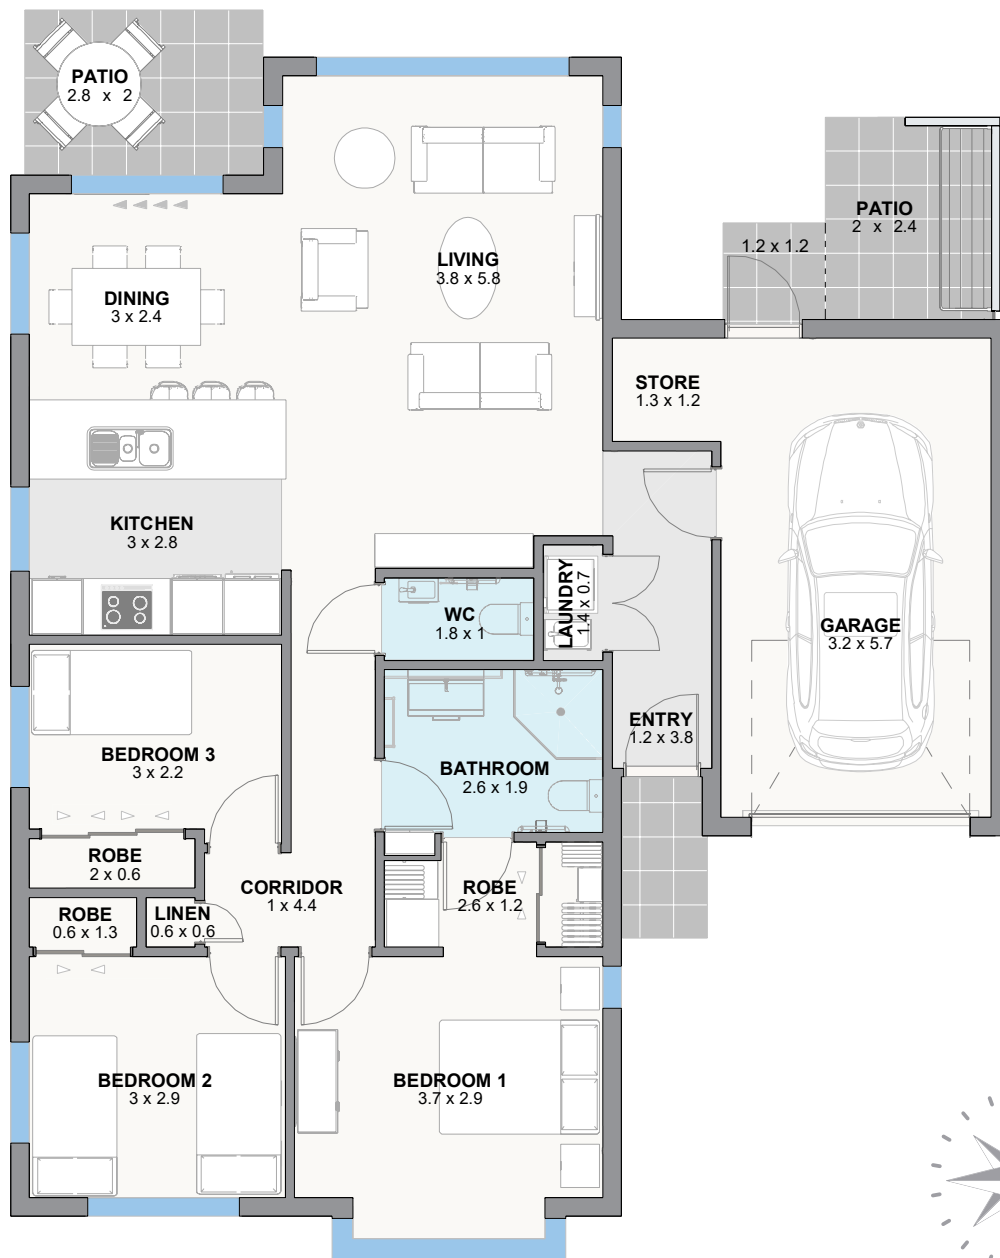 PATIO
2.8 x 2
PATIO
2 x 2.4
1.2 x 1.2
LIVING
3.8 x 5.8
DINING
3 x 2.4
STORE
1.3 x 1.2
KITCHEN
3 x 2.8
LAUNDRY
1.4 x 0.7
WC
1.8 x 1
GARAGE
3.2 x 5.7
ENTRY
1.2 x 3.8
BEDROOM 3
3 x 2.2
BATHROOM
2.6 x 1.9
ROBE
2 x 0.6
CORRIDOR
1 x 4.4
ROBE
2.6 x 1.2
ROBE
0.6 x 1.3
LINEN
0.6 x 0.6
BEDROOM 2
3 x 2.9
BEDROOM 1
3.7 x 2.9